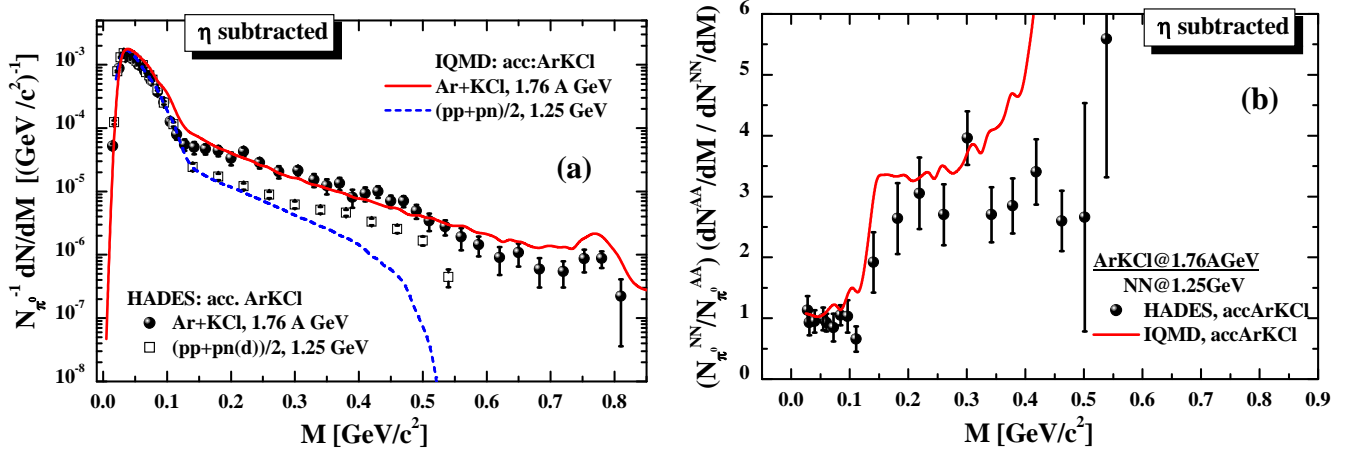 η subtracted
N_π⁰⁻¹ dN/dM [(GeV /c²)⁻¹]
10⁻³
10⁻⁴
10⁻⁵
10⁻⁶
10⁻⁷
10⁻⁸
IQMD: acc:ArKCl
Ar+KCl, 1.76 A GeV
(pp+pn)/2, 1.25 GeV
(a)
HADES: acc. ArKCl
Ar+KCl, 1.76 A GeV
(pp+pn(d))/2, 1.25 GeV
0.0 0.1 0.2 0.3 0.4 0.5 0.6 0.7 0.8
M [GeV/c²]
η subtracted
(N_π⁰^NN/N_π⁰^AA) (dN^AA/dM / dN^NN/dM)
6
5
4
3
2
1
0
(b)
ArKCl@1.76AGeV
NN@1.25GeV
HADES, accArKCl
IQMD, accArKCl
0.0 0.1 0.2 0.3 0.4 0.5 0.6 0.7 0.8 0.9
M [GeV/c²]